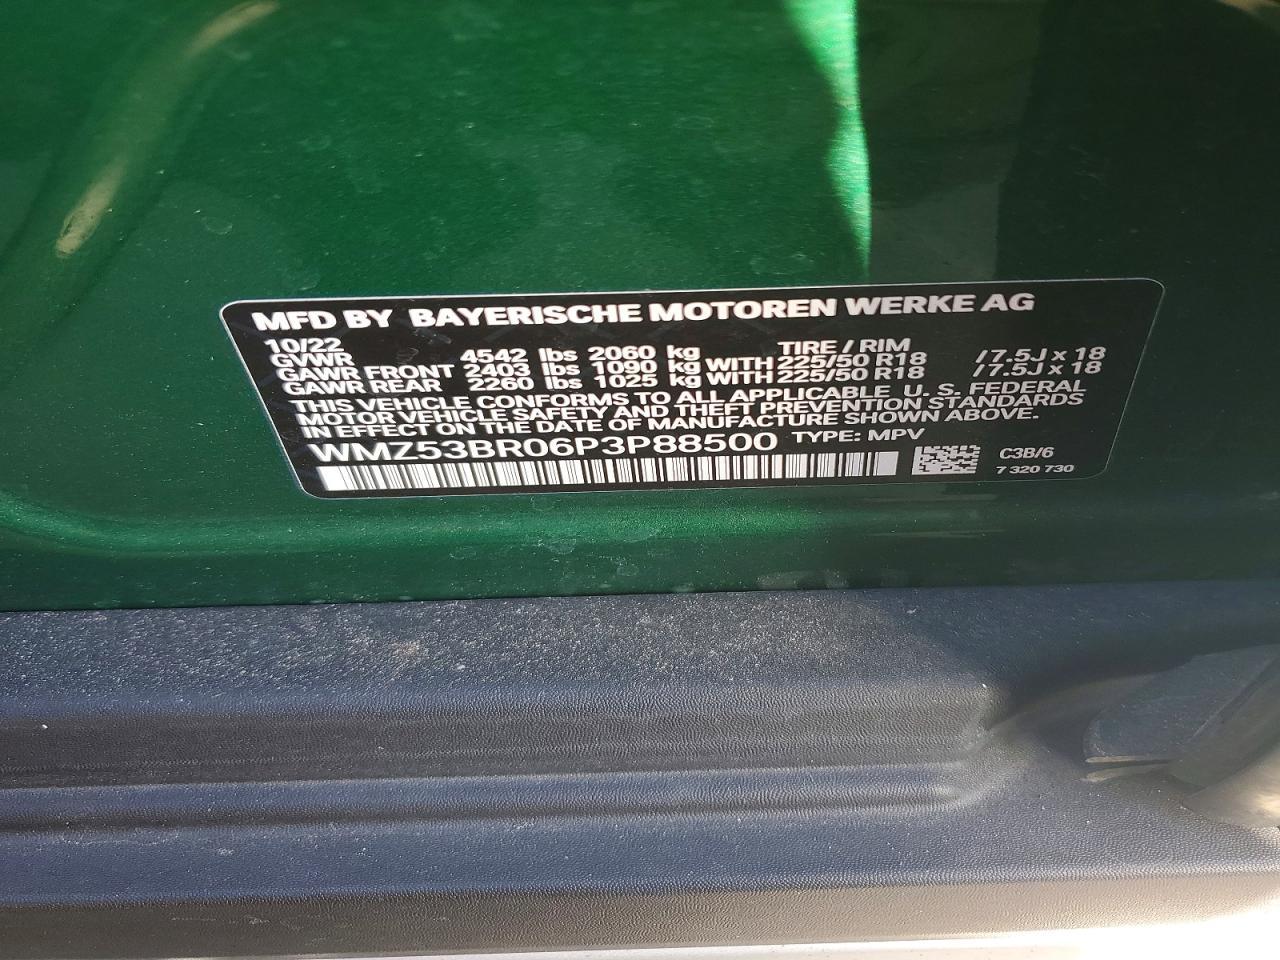 MFD BY BAYERISCHE MOTOREN WERKE AG
10/22 TIRE / RIM
GVWR 4542 lbs 2060 kg
GAWR FRONT 2403 lbs 1090 kg WITH 225/50 R18 / 7.5J x 18
GAWR REAR 2260 lbs 1025 kg WITH 225/50 R18 / 7.5J x 18
THIS VEHICLE CONFORMS TO ALL APPLICABLE U. S. FEDERAL
MOTOR VEHICLE SAFETY AND THEFT PREVENTION STANDARDS
IN EFFECT ON THE DATE OF MANUFACTURE SHOWN ABOVE.
WMZ53BR06P3P88500 TYPE: MPV
C3B/6
7 320 730